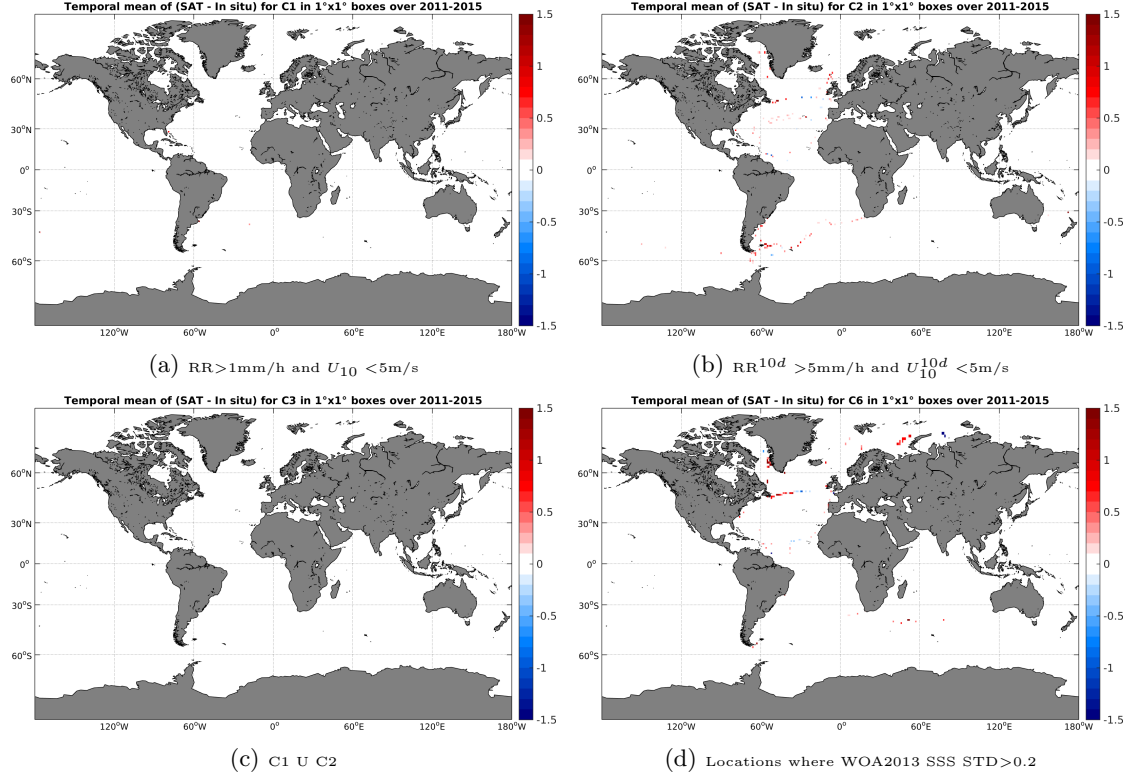 Temporal mean of (SAT - In situ) for C1 in 1°x1° boxes over 2011-2015
1.5
1
0.5
0
-0.5
-1
-1.5
60°N
30°N
0°
30°S
60°S
120°W
60°W
0°
60°E
120°E
180°W
(a) RR>1mm/h and U10 <5m/s
Temporal mean of (SAT - In situ) for C2 in 1°x1° boxes over 2011-2015
1.5
1
0.5
0
-0.5
-1
-1.5
60°N
30°N
0°
30°S
60°S
120°W
60°W
0°
60°E
120°E
180°W
(b) RR^10d >5mm/h and U10^10d <5m/s
Temporal mean of (SAT - In situ) for C3 in 1°x1° boxes over 2011-2015
1.5
1
0.5
0
-0.5
-1
-1.5
60°N
30°N
0°
30°S
60°S
120°W
60°W
0°
60°E
120°E
180°W
(c) C1 U C2
Temporal mean of (SAT - In situ) for C6 in 1°x1° boxes over 2011-2015
1.5
1
0.5
0
-0.5
-1
-1.5
60°N
30°N
0°
30°S
60°S
120°W
60°W
0°
60°E
120°E
180°W
(d) Locations where WOA2013 SSS STD>0.2